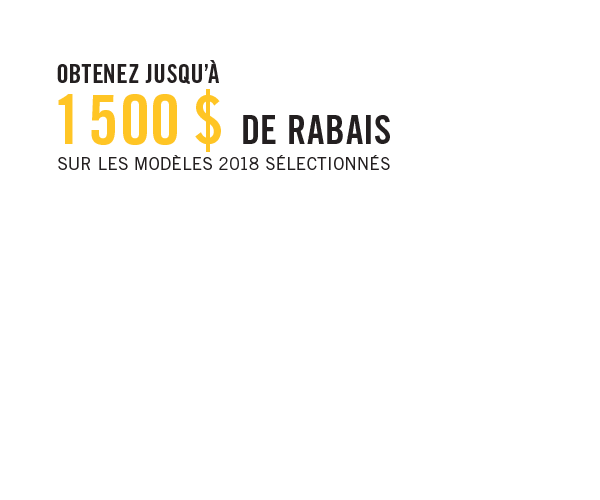 OBTENEZ JUSQU'À
1 500 $ DE RABAIS
SUR LES MODÈLES 2018 SÉLECTIONNÉS